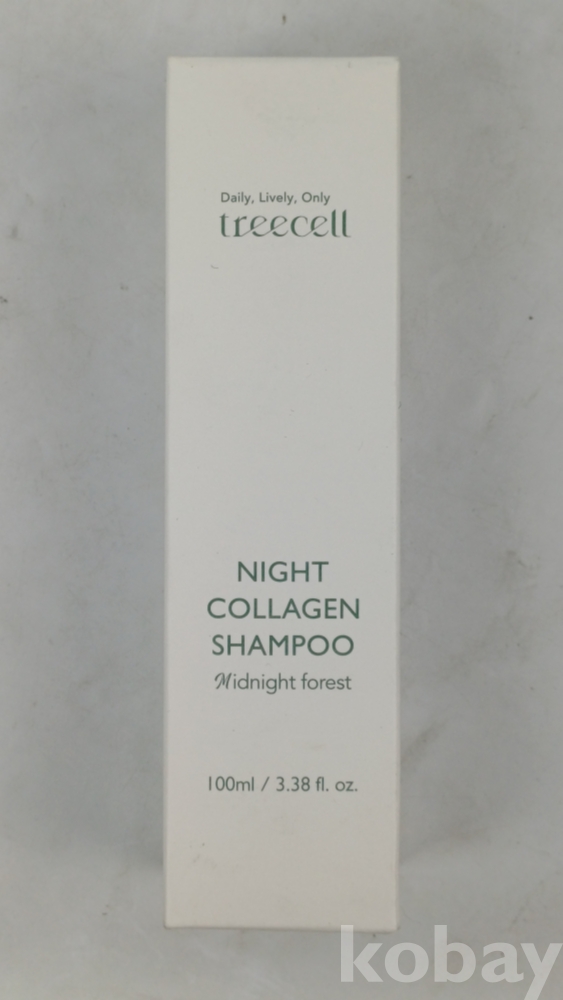 Daily, Lively, Only
treecell
NIGHT
COLLAGEN
SHAMPOO
Midnight forest
100ml / 3.38 fl. oz.
kobay